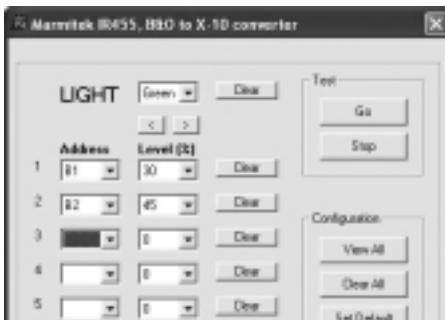 Marmitek IR455, B&O to X-10 converter
LIGHT Green Clear
< >
Address Level (%)
1 B1 30 Clear
2 B2 45 Clear
3 0 Clear
4 0 Clear
5 0 Clear
Test
Go
Stop
Configuration
View All
Clear All
Set Default